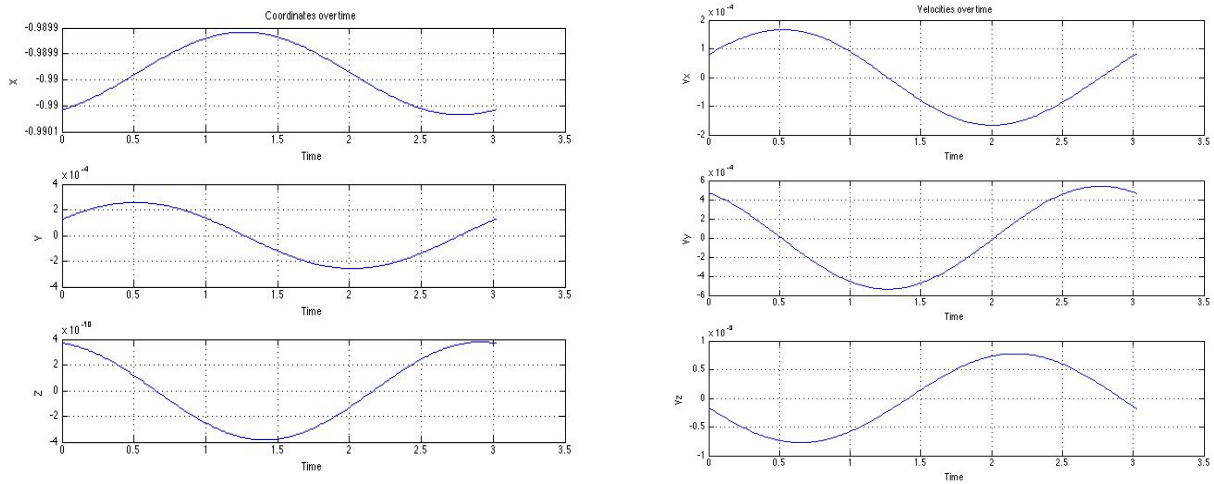 Coordinates overtime
-0.9899
-0.9899
-0.99
-0.99
-0.9901
X
0 0.5 1 1.5 2 2.5 3 3.5
Time
x 10^-4
4
2
0
-2
-4
Y
0 0.5 1 1.5 2 2.5 3 3.5
Time
x 10^-10
4
2
0
-2
-4
Z
0 0.5 1 1.5 2 2.5 3 3.5
Time
Velocities overtime
x 10^-4
2
1
0
-1
-2
Vx
0 0.5 1 1.5 2 2.5 3 3.5
Time
x 10^-4
6
4
2
0
-2
-4
-6
Vy
0 0.5 1 1.5 2 2.5 3 3.5
Time
x 10^-9
1
0.5
0
-0.5
-1
Vz
0 0.5 1 1.5 2 2.5 3 3.5
Time